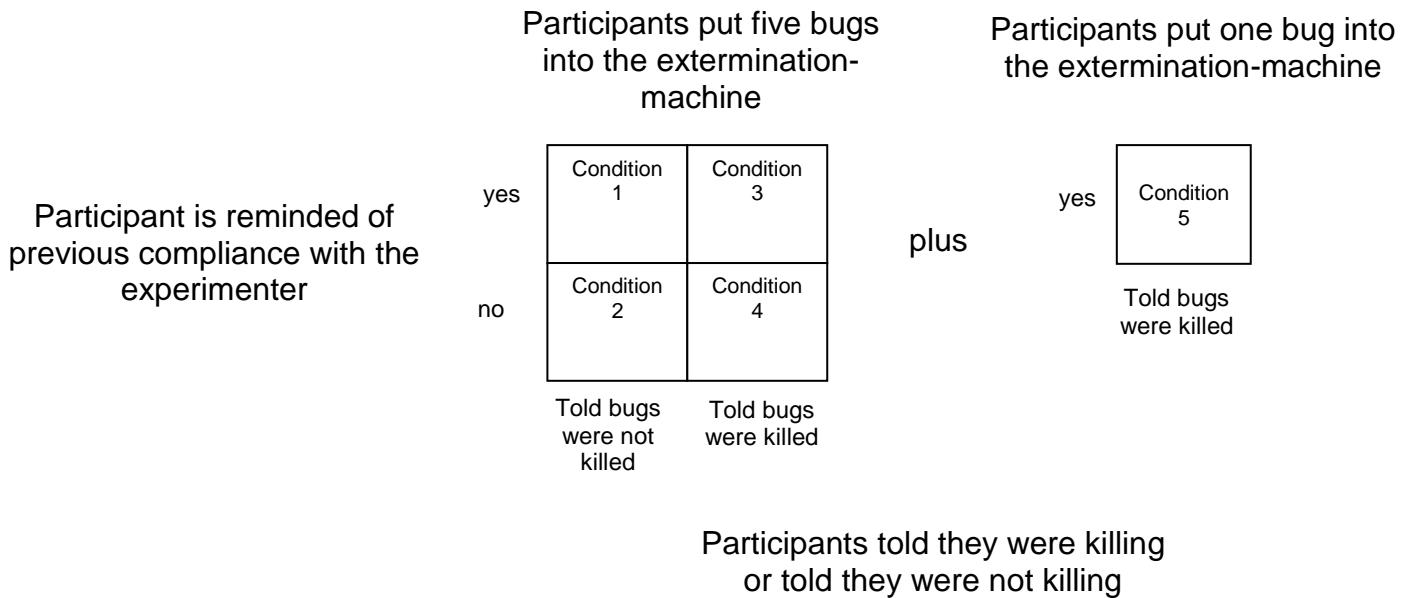 Participants put five bugs
into the extermination-
machine
Participants put one bug into
the extermination-machine
Participant is reminded of
previous compliance with the
experimenter
yes
Condition
1
Condition
3
no
Condition
2
Condition
4
Told bugs
were not
killed
Told bugs
were killed
plus
yes
Condition
5
Told bugs
were killed
Participants told they were killing
or told they were not killing